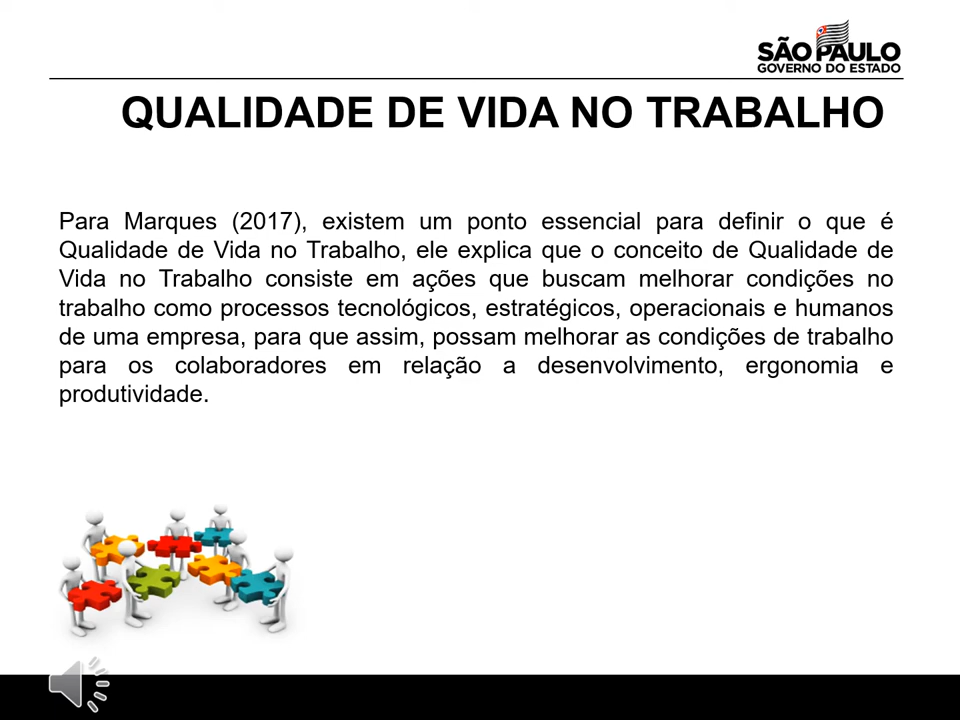 SÃO PAULO
GOVERNO DO ESTADO
QUALIDADE DE VIDA NO TRABALHO
Para Marques (2017), existem um ponto essencial para definir o que é
Qualidade de Vida no Trabalho, ele explica que o conceito de Qualidade de
Vida no Trabalho consiste em ações que buscam melhorar condições no
trabalho como processos tecnológicos, estratégicos, operacionais e humanos
de uma empresa, para que assim, possam melhorar as condições de trabalho
para os colaboradores em relação a desenvolvimento, ergonomia e
produtividade.